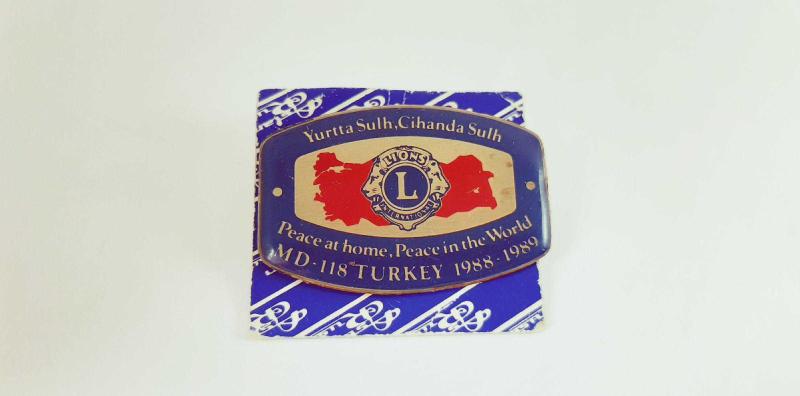 Yurtta Sulh, Cihanda Sulh
LIONS
L
INTERNATIONAL
Peace at home, Peace in the World
MD-118 TURKEY 1988-1989